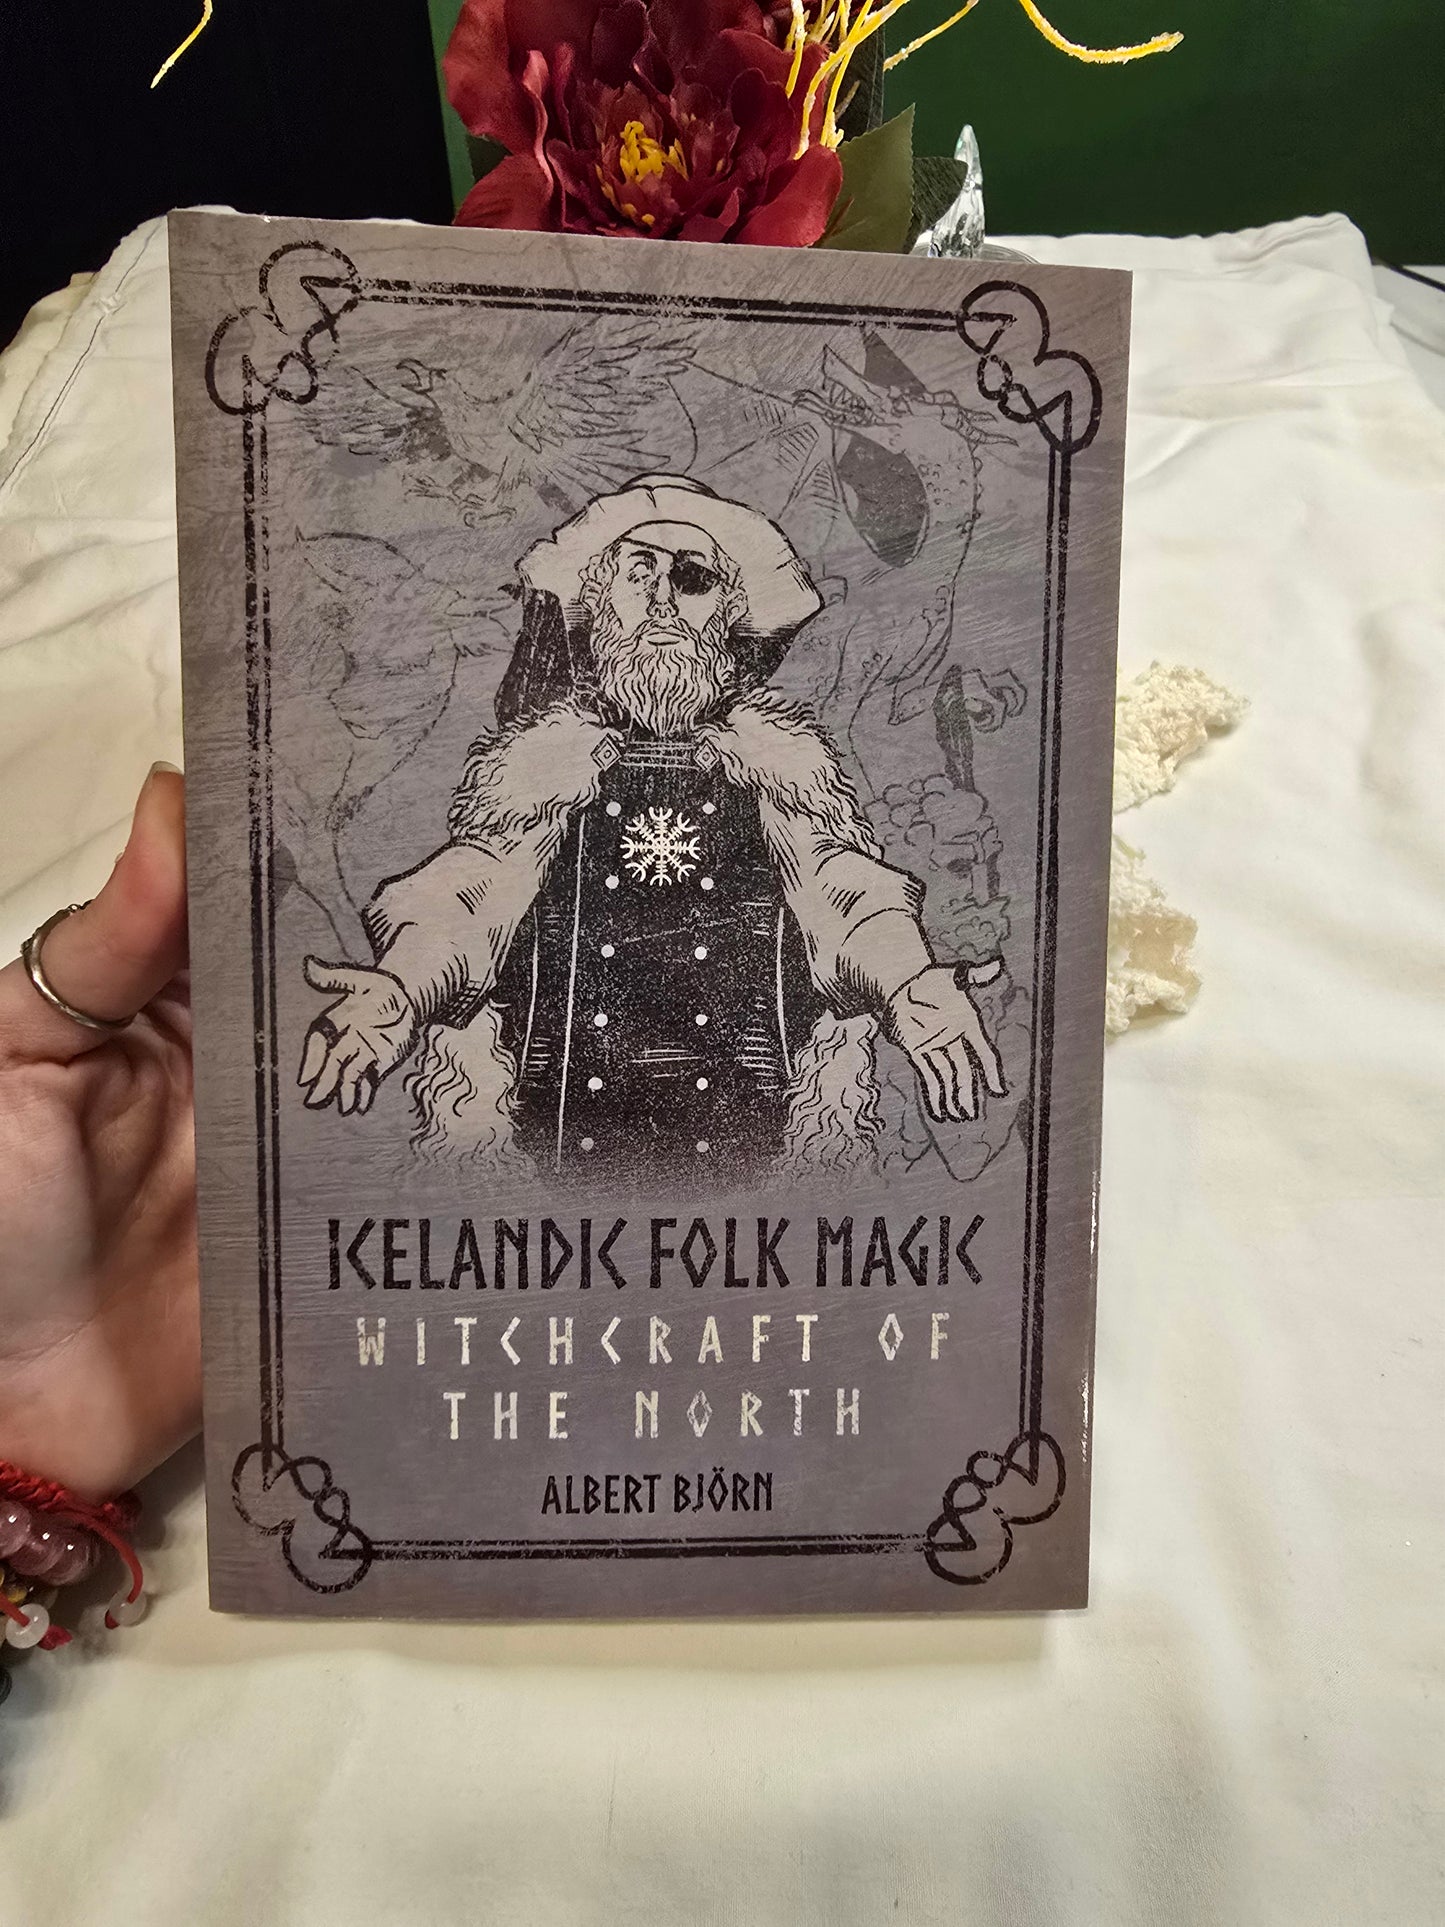 ICELANDIC FOLK MAGIC
WITCHCRAFT OF
THE NORTH
ALBERT BJÖRN